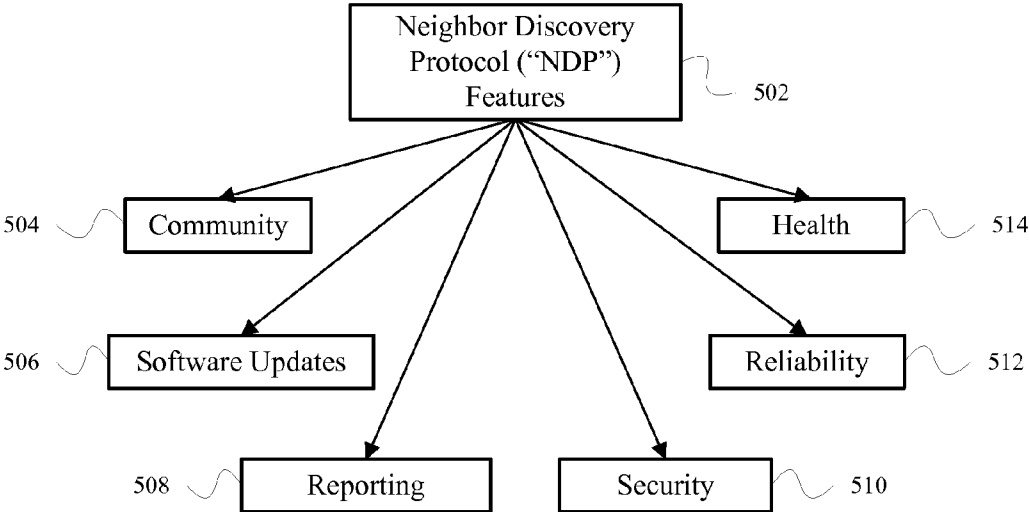 Neighbor Discovery
Protocol (“NDP”)
Features
502
504
Community
Health
514
506
Software Updates
Reliability
512
508
Reporting
Security
510